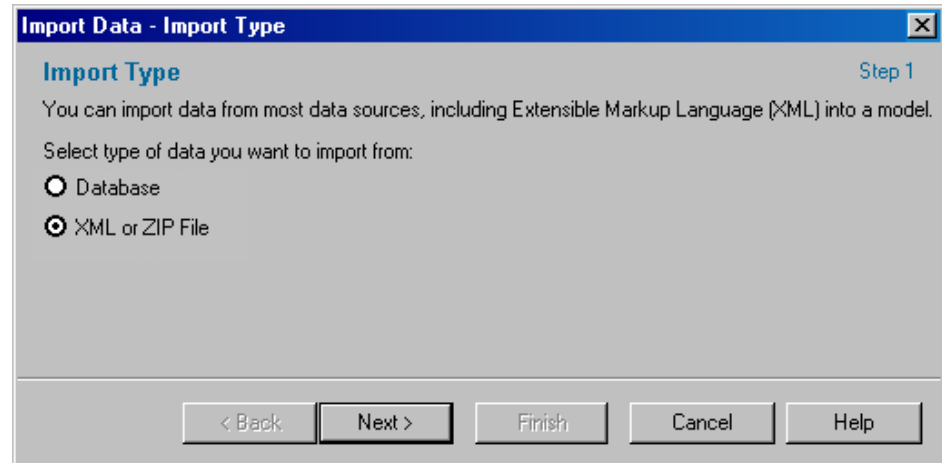 Import Data - Import Type
Import Type
Step 1
You can import data from most data sources, including Extensible Markup Language (XML) into a model.
Select type of data you want to import from:
Database
XML or ZIP File
< Back
Next >
Finish
Cancel
Help